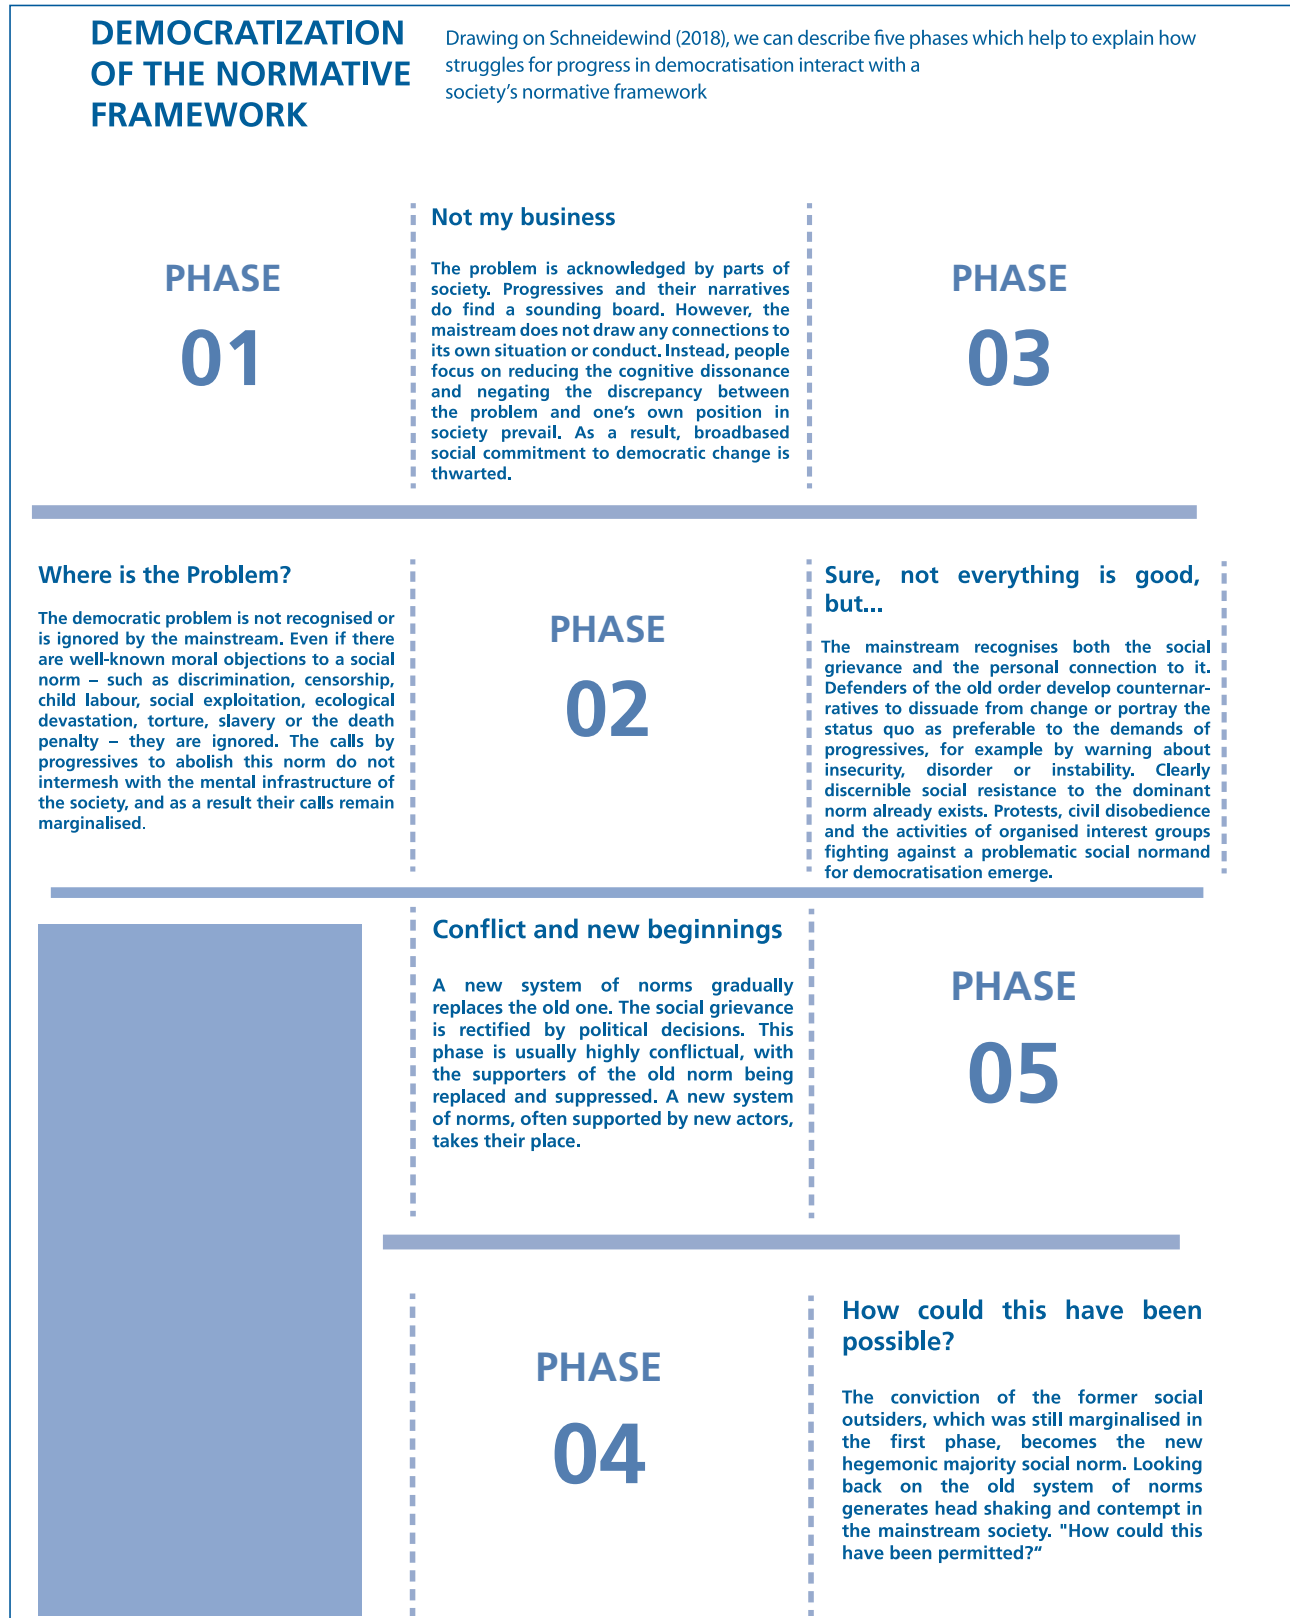 DEMOCRATIZATION
OF THE NORMATIVE
FRAMEWORK
Drawing on Schneidewind (2018), we can describe five phases which help to explain how
struggles for progress in democratisation interact with a
society's normative framework
PHASE
01
Where is the Problem?
The democratic problem is not recognised or
is ignored by the mainstream. Even if there
are well-known moral objections to a social
norm – such as discrimination, censorship,
child labour, social exploitation, ecological
devastation, torture, slavery or the death
penalty – they are ignored. The calls by
progressives to abolish this norm do not
intermesh with the mental infrastructure of
the society, and as a result their calls remain
marginalised.
Not my business
The problem is acknowledged by parts of
society. Progressives and their narratives
do find a sounding board. However, the
maistream does not draw any connections to
its own situation or conduct. Instead, people
focus on reducing the cognitive dissonance
and negating the discrepancy between
the problem and one's own position in
society prevail. As a result, broadbased
social commitment to democratic change is
thwarted.
PHASE
02
PHASE
03
Sure, not everything is good,
but...
The mainstream recognises both the social
grievance and the personal connection to it.
Defenders of the old order develop counternar-
ratives to dissuade from change or portray the
status quo as preferable to the demands of
progressives, for example by warning about
insecurity, disorder or instability. Clearly
discernible social resistance to the dominant
norm already exists. Protests, civil disobedience
and the activities of organised interest groups
fighting against a problematic social normand
for democratisation emerge.
Conflict and new beginnings
A new system of norms gradually
replaces the old one. The social grievance
is rectified by political decisions. This
phase is usually highly conflictual, with
the supporters of the old norm being
replaced and suppressed. A new system
of norms, often supported by new actors,
takes their place.
PHASE
04
PHASE
05
How could this have been
possible?
The conviction of the former social
outsiders, which was still marginalised in
the first phase, becomes the new
hegemonic majority social norm. Looking
back on the old system of norms
generates head shaking and contempt in
the mainstream society. "How could this
have been permitted?“